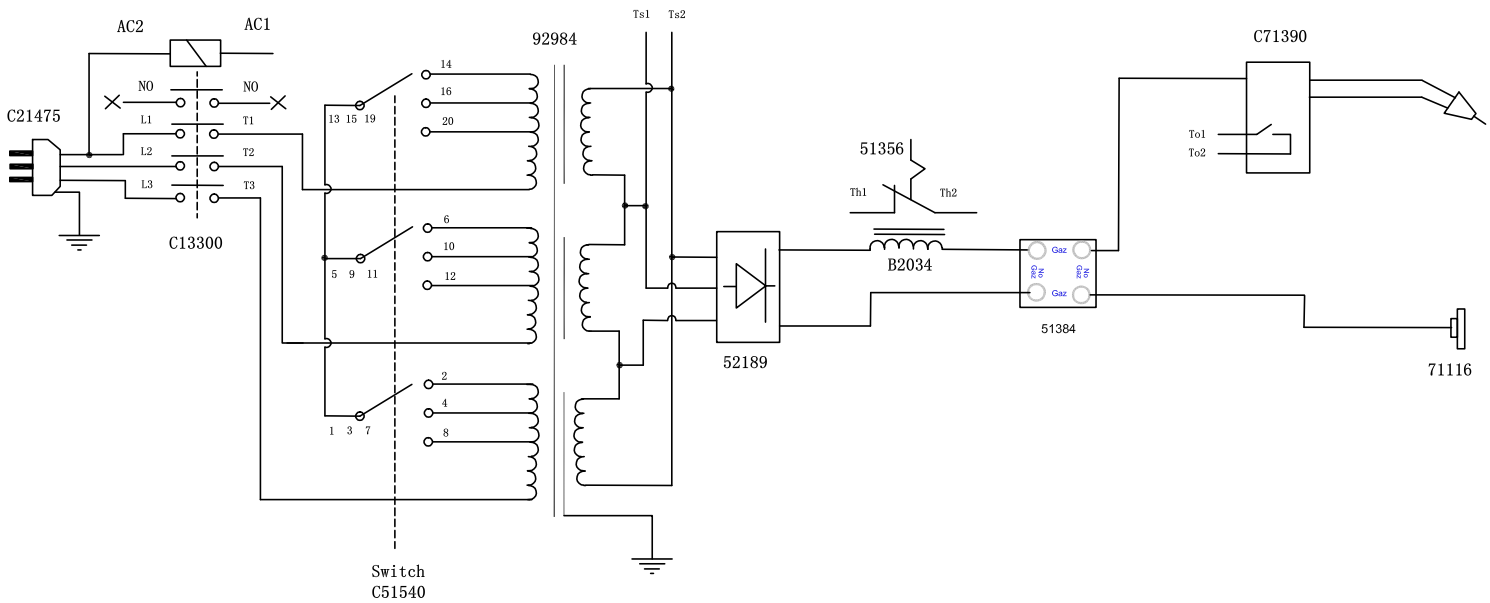 Ts1 Ts2
AC2 AC1
92984
C71390
14
NO NO
16
C21475
L1 T1
13 15 19
20
To1
To2
L2 T2
51356
L3 T3
Th1 Th2
6
C13300
10
Gaz
5 9 11
12
B2034
No Gaz
No Gaz
Gaz
51384
52189
71116
2
4
1 3 7
8
Switch
C51540